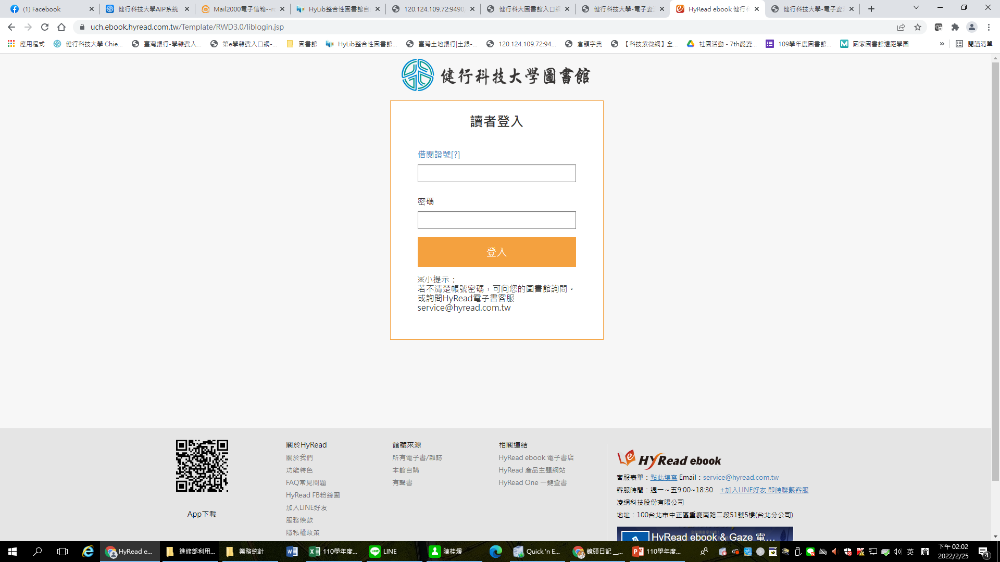 (1) Facebook
健行科技大學AIP系統
Mail2000電子信箱--
HyLib整合性圖書館自
120.124.109.72:9490
健行科大圖書館入口
健行科技大學-電子資
HyRead ebook 健行
健行科技大學-電子資
uch.ebook.hyread.com.tw/Template/RWD3.0/liblogin.jsp
應用程式
健行科技大學 Chie...
臺灣銀行-學雜費入...
第e學雜費入口網-...
圖書館
HyLib整合性圖書館...
臺灣土地銀行|土銀-...
120.124.109.72:94...
倉頡字典
【科技紫微網】全...
社團活動 - 7th愛資...
109學年度圖書館...
國家圖書館遠距學園
»
閱讀清單
健行科技大學圖書館
讀者登入
借閱證號[?]
密碼
登入
※小提示：
若不清楚帳號密碼，可向您的圖書館詢問。
或詢問HyRead電子書客服
service@hyread.com.tw
App下載
關於HyRead
關於我們
功能特色
FAQ常見問題
HyRead FB粉絲團
加入LINE好友
服務條款
隱私權政策
館藏來源
所有電子書/雜誌
本館自購
有聲書
相關連結
HyRead ebook 電子書店
HyRead 產品主題網站
HyRead One 一鍵查書
HyRead ebook
客服表單：點此填寫 Email：service@hyread.com.tw
客服時間：週一～五9:00~18:30 +加入LINE好友 即時聯繫客服
凌網科技股份有限公司
地址：100台北市中正區重慶南路二段51號5樓(台北分公司)
HyRead ebook & Gaze 電...
HyRead e...
進修部利用...
業務統計
110學年度...
LINE
陳桂煖
Quick 'n E...
鏡頭日記 __...
110學年度...
英
倉
下午 02:02
2022/2/25
4